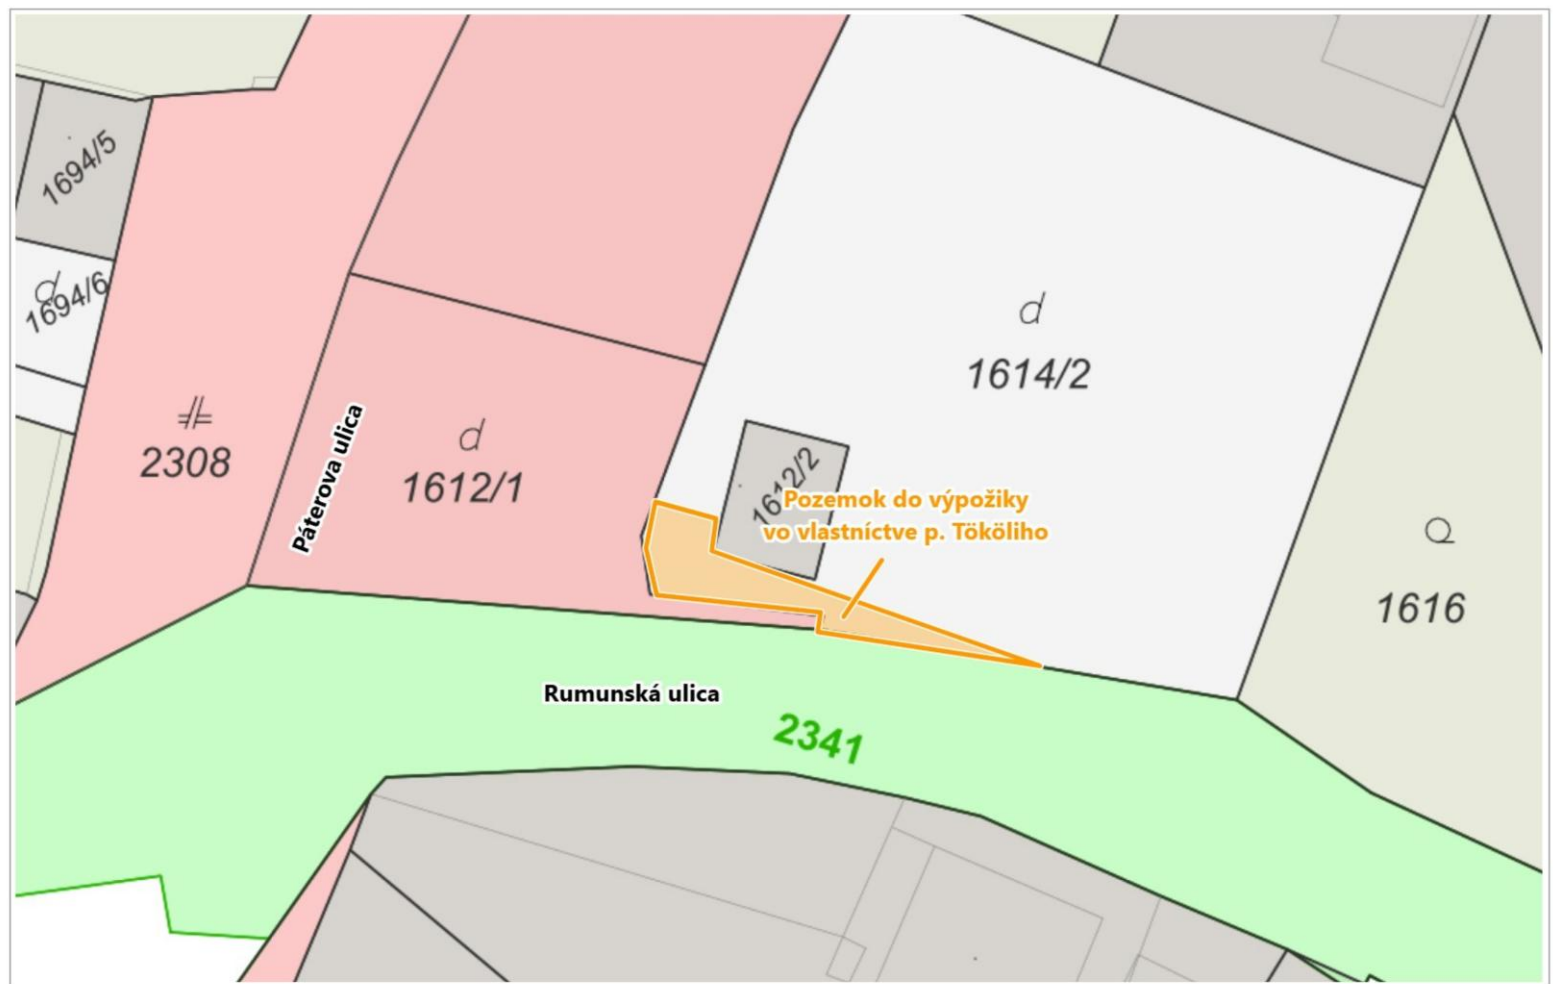 1694/5
1694/6
d
d
1614/2
2308
Páterova ulica
d
1612/1
1612/2
Pozemok do výpožiky
vo vlastníctve p. Tököliho
1616
Rumunská ulica
2341